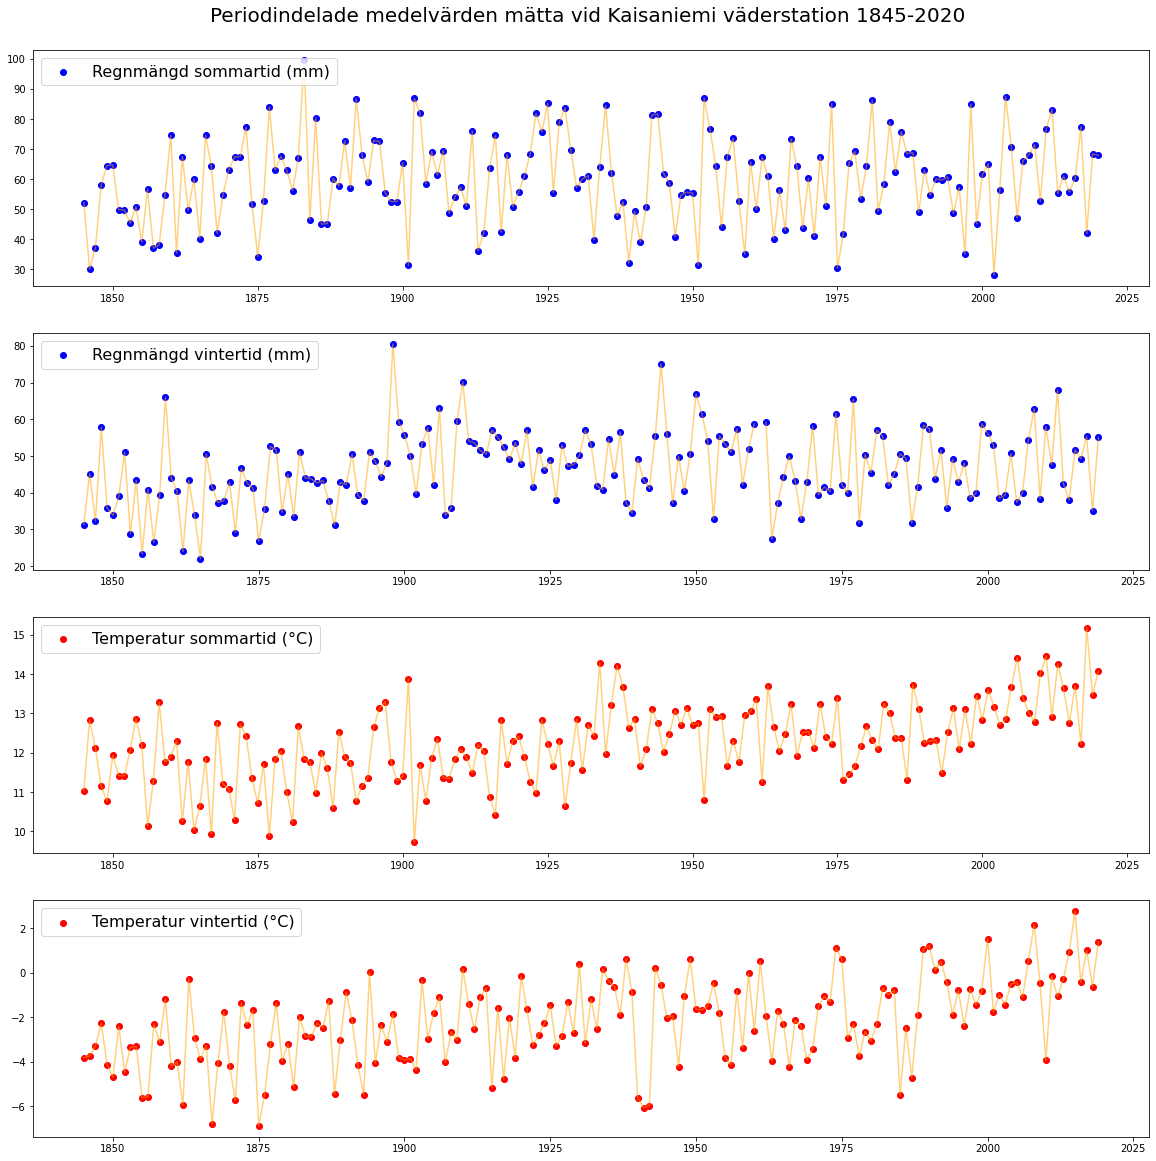 Periodindelade medelvärden mätta vid Kaisaniemi väderstation 1845-2020
Regnmängd sommartid (mm)
100
90
80
70
60
50
40
30
1850 1875 1900 1925 1950 1975 2000 2025
Regnmängd vintertid (mm)
80
70
60
50
40
30
20
1850 1875 1900 1925 1950 1975 2000 2025
Temperatur sommartid (°C)
15
14
13
12
11
10
1850 1875 1900 1925 1950 1975 2000 2025
Temperatur vintertid (°C)
2
0
−2
−4
−6
1850 1875 1900 1925 1950 1975 2000 2025